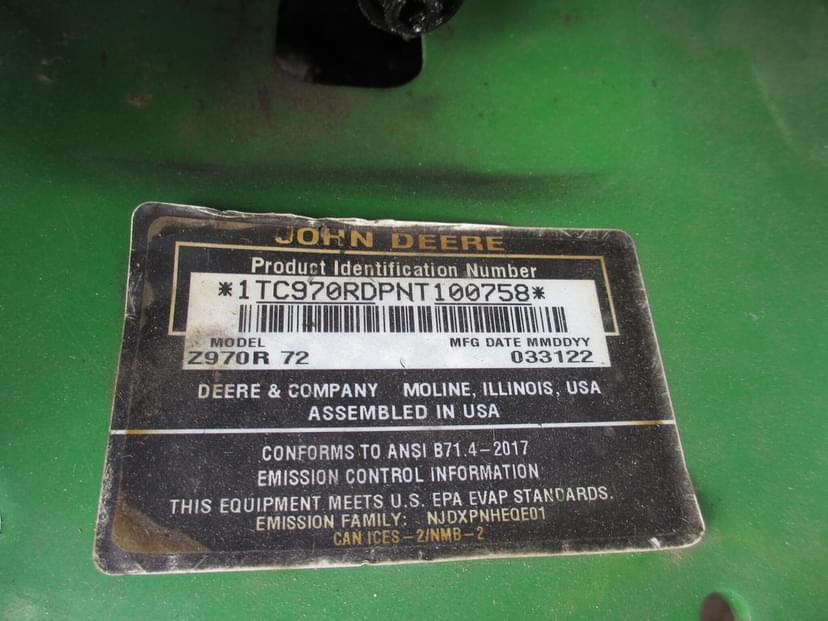 JOHN DEERE
Product Identification Number
*1TC970RDPNT100758*
MODEL MFG DATE MMDDYY
Z970R 72 033122
DEERE & COMPANY MOLINE, ILLINOIS, USA
ASSEMBLED IN USA
CONFORMS TO ANSI B71.4-2017
EMISSION CONTROL INFORMATION
THIS EQUIPMENT MEETS U.S. EPA EVAP STANDARDS.
EMISSION FAMILY: NJDXPNHEQE01
CAN ICES-2/NMB-2